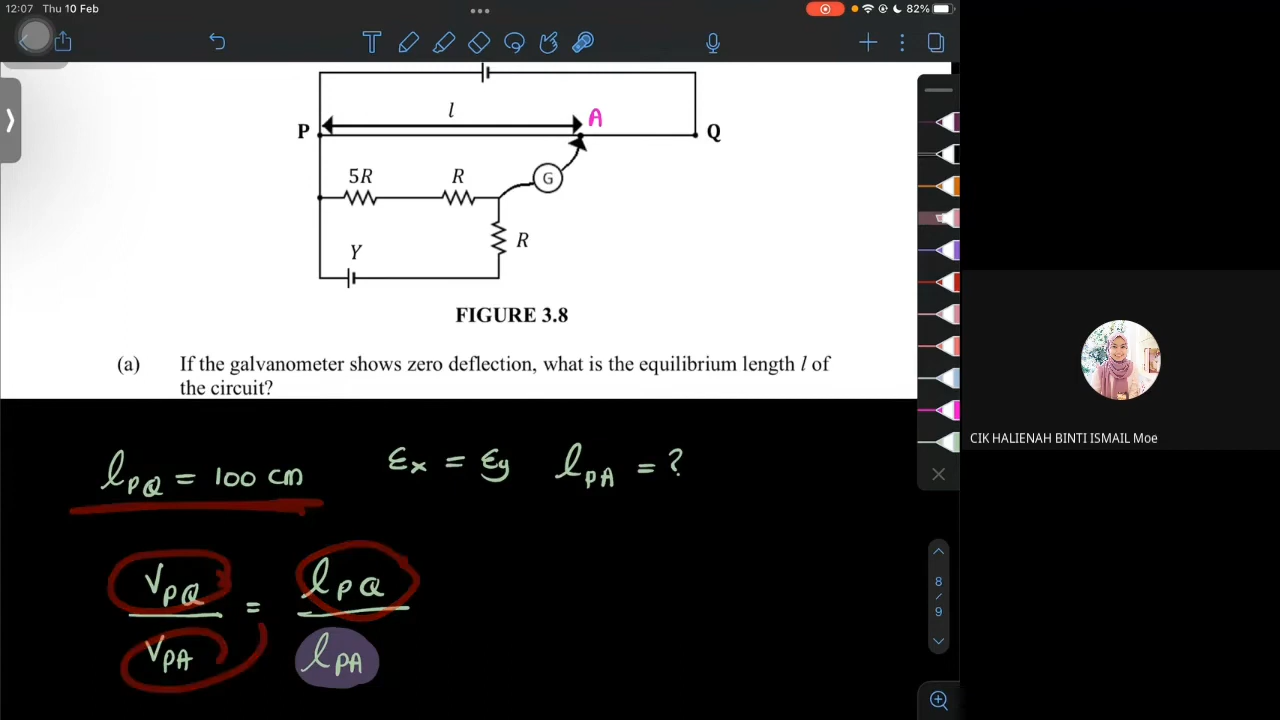 12:07 Thu 10 Feb
82%
T
l
A
P
Q
5R
R
G
R
Y
FIGURE 3.8
(a) If the galvanometer shows zero deflection, what is the equilibrium length l of
the circuit?
l_PQ = 100 cm   ε_x = ε_y   l_PA = ?
V_PQ / V_PA = l_PQ / l_PA
8
/
9
CIK HALIENAH BINTI ISMAIL Moe